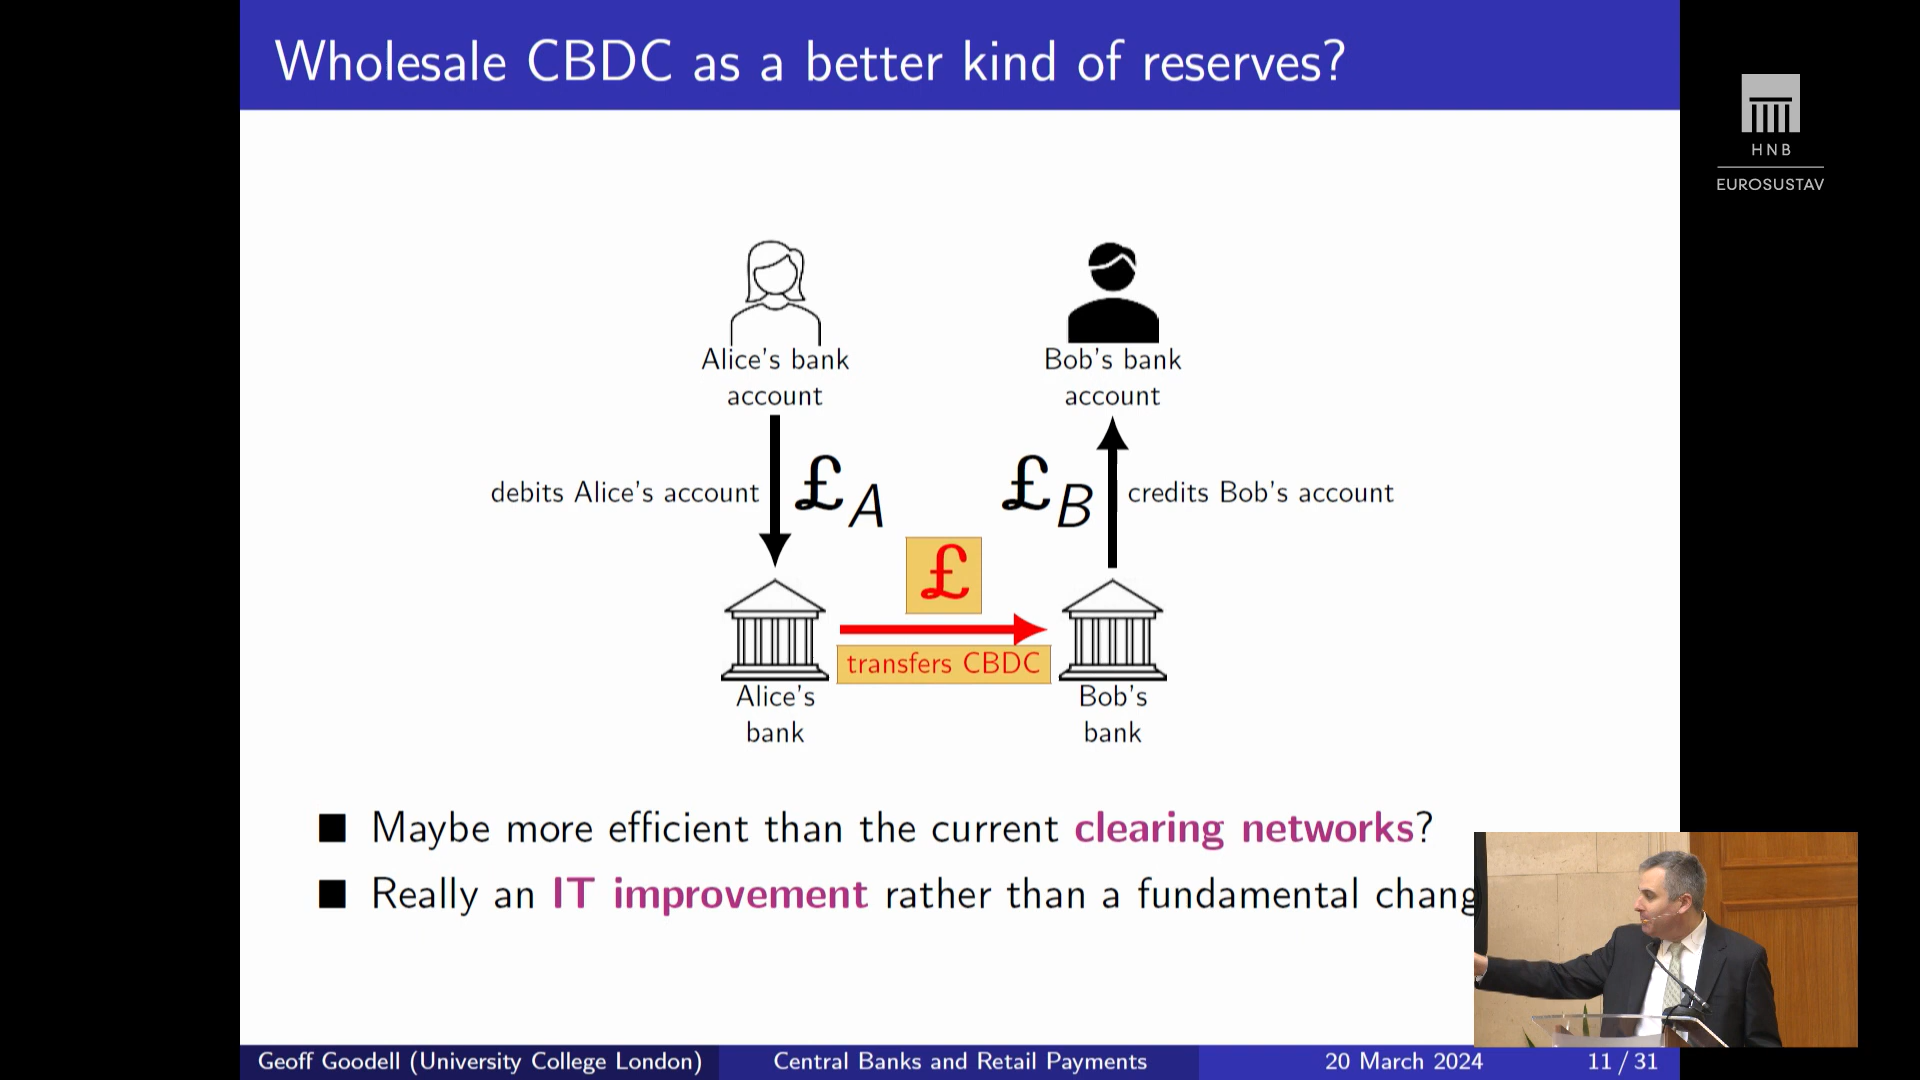 Wholesale CBDC as a better kind of reserves?
HNB
EUROSUSTAV
Alice's bank
account
Bob's bank
account
debits Alice's account
£A
£B
credits Bob's account
£
transfers CBDC
Alice's
bank
Bob's
bank
Maybe more efficient than the current clearing networks?
Really an IT improvement rather than a fundamental chang
Geoff Goodell (University College London)
Central Banks and Retail Payments
20 March 2024
11 / 31